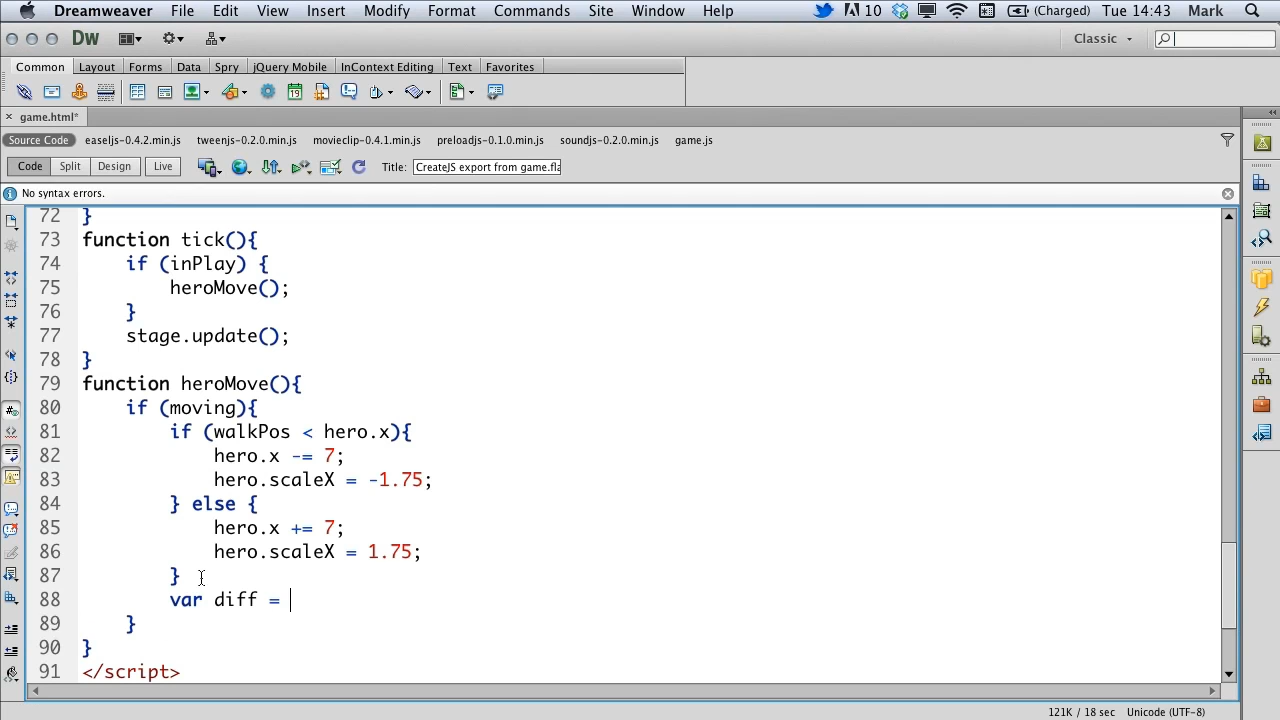 Dreamweaver File Edit View Insert Modify Format Commands Site Window Help 10 (Charged) Tue 14:43 Mark
Dw Classic
Common Layout Forms Data Spry jQuery Mobile InContext Editing Text Favorites
game.html*
Source Code easeljs-0.4.2.min.js tweenjs-0.2.0.min.js movieclip-0.4.1.min.js preloadjs-0.1.0.min.js soundjs-0.2.0.min.js game.js
Code Split Design Live Title: CreateJS export from game.fla
No syntax errors.
72 }
73 function tick(){
74 if (inPlay) {
75 heroMove();
76 }
77 stage.update();
78 }
79 function heroMove(){
80 if (moving){
81 if (walkPos < hero.x){
82 hero.x -= 7;
83 hero.scaleX = -1.75;
84 } else {
85 hero.x += 7;
86 hero.scaleX = 1.75;
87 }
88 var diff =
89 }
90 }
91 </script>
121K / 18 sec Unicode (UTF-8)